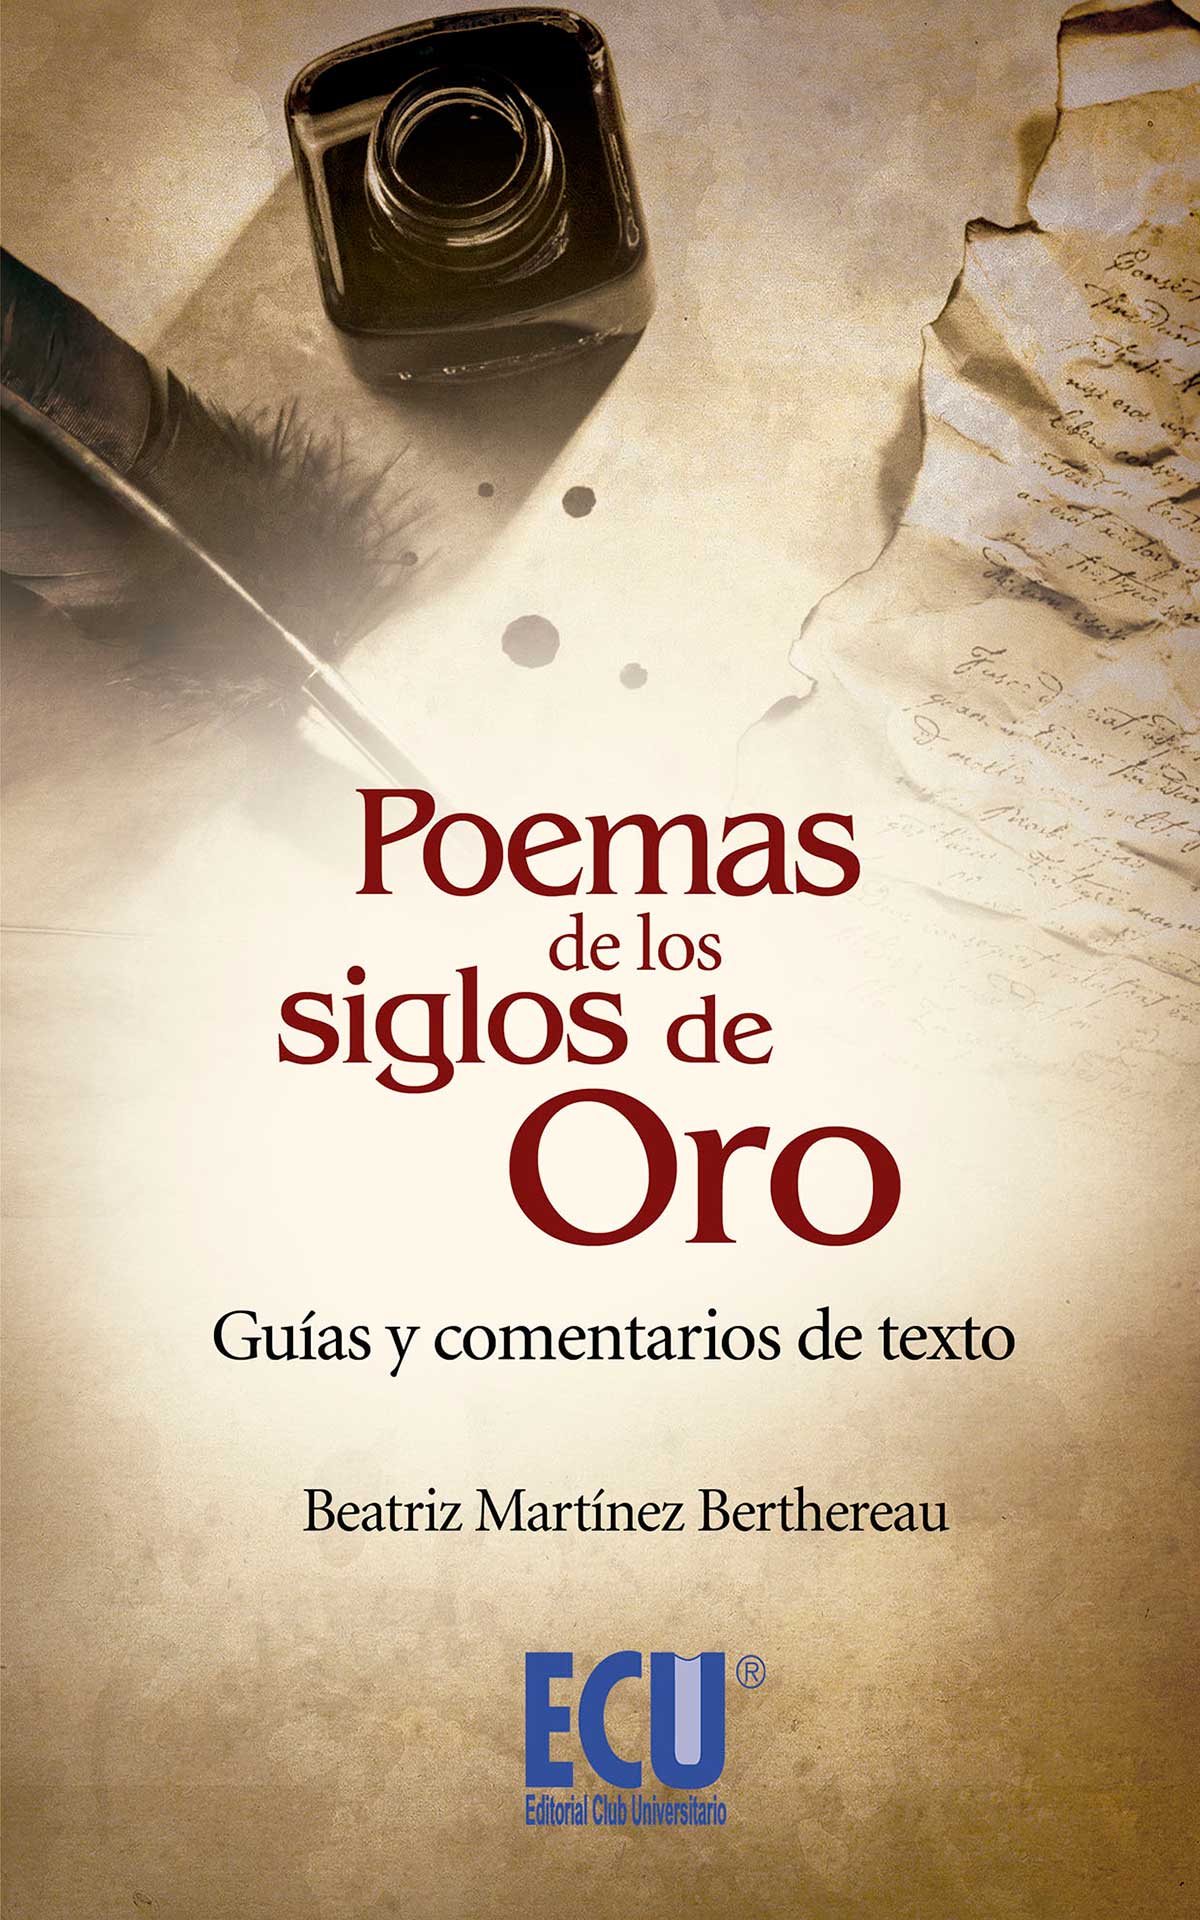 Poemas
de los
siglos de
Oro
Guías y comentarios de texto
Beatriz Martínez Berthereau
ECU®
Editorial Club Universitario